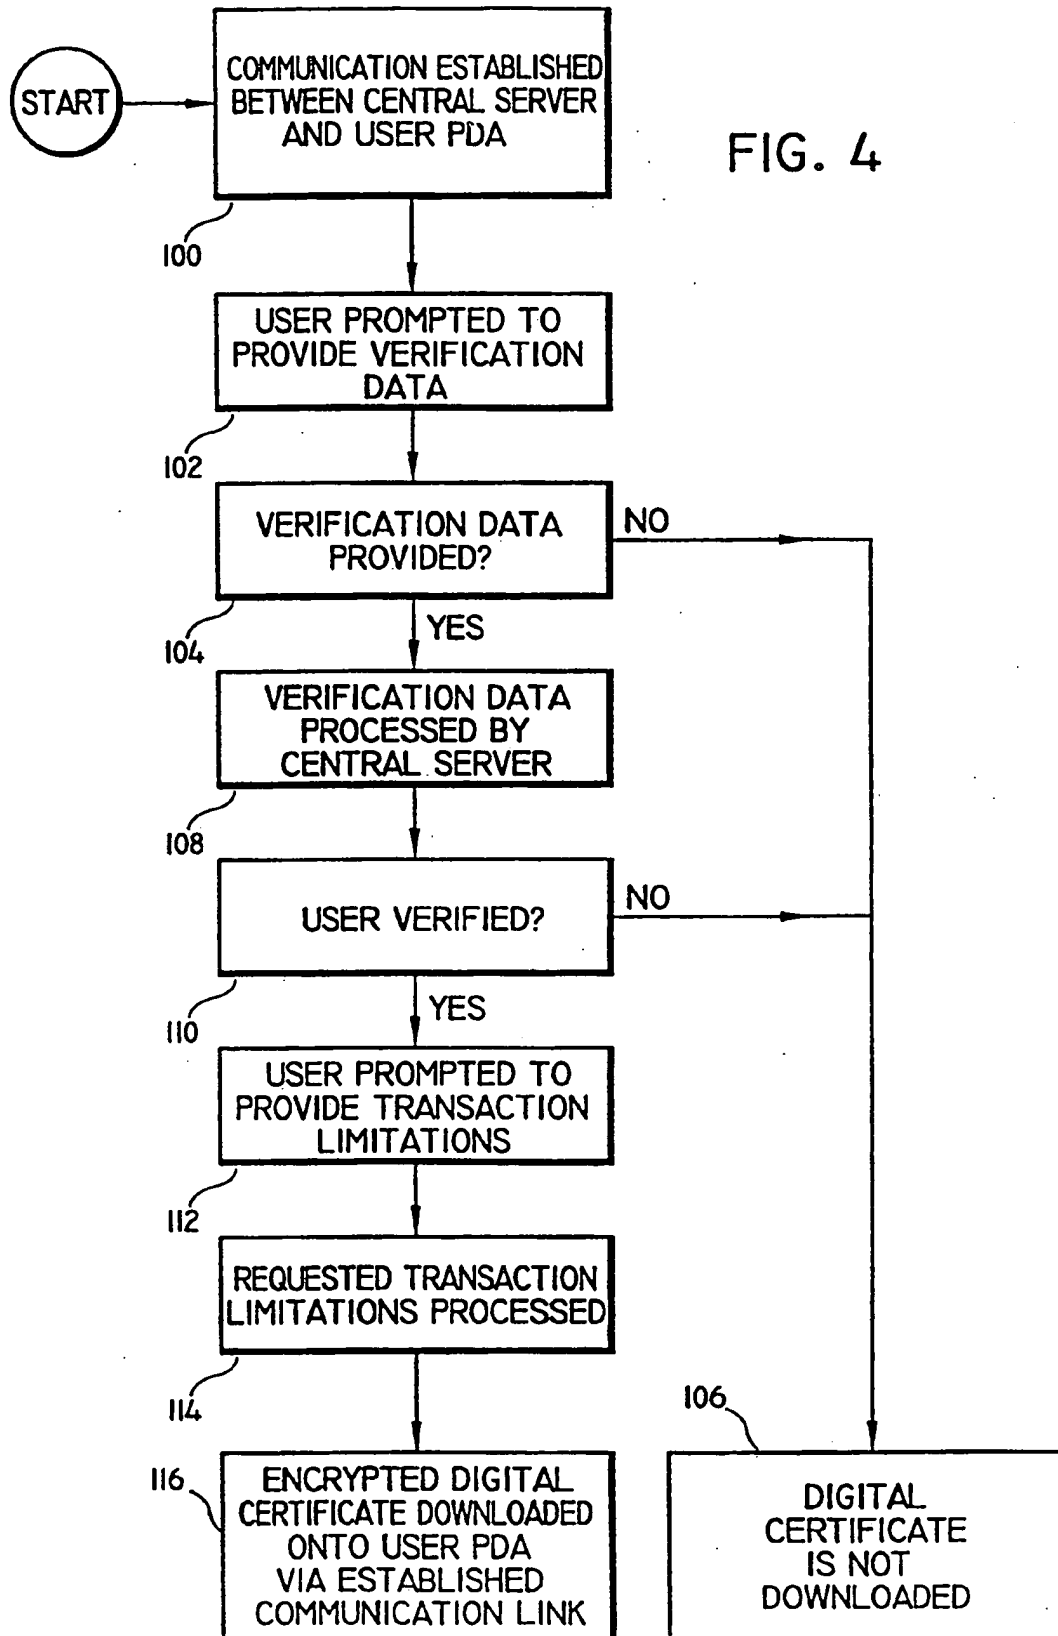 START
COMMUNICATION ESTABLISHED
BETWEEN CENTRAL SERVER
AND USER PDA
FIG. 4
100
USER PROMPTED TO
PROVIDE VERIFICATION
DATA
102
VERIFICATION DATA
PROVIDED?
NO
104
YES
VERIFICATION DATA
PROCESSED BY
CENTRAL SERVER
108
USER VERIFIED?
NO
110
YES
USER PROMPTED TO
PROVIDE TRANSACTION
LIMITATIONS
112
REQUESTED TRANSACTION
LIMITATIONS PROCESSED
114
106
116
ENCRYPTED DIGITAL
CERTIFICATE DOWNLOADED
ONTO USER PDA
VIA ESTABLISHED
COMMUNICATION LINK
DIGITAL
CERTIFICATE
IS NOT
DOWNLOADED